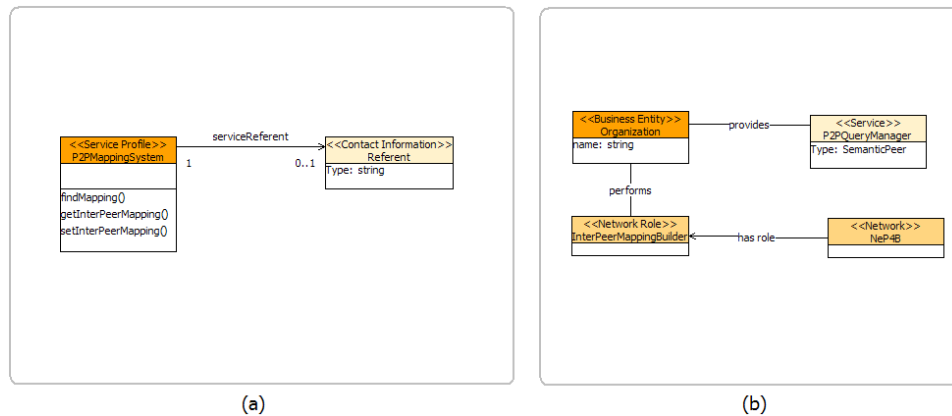 <<Service Profile>>
P2PMappingSystem
findMapping()
getInterPeerMapping()
setInterPeerMapping()
serviceReferent
1
0..1
<<Contact Information>>
Referent
Type: string
(a)
<<Business Entity>>
Organization
name: string
provides
<<Service>>
P2PQueryManager
Type: SemanticPeer
performs
<<Network Role>>
InterPeerMappingBuilder
has role
<<Network>>
NeP4B
(b)